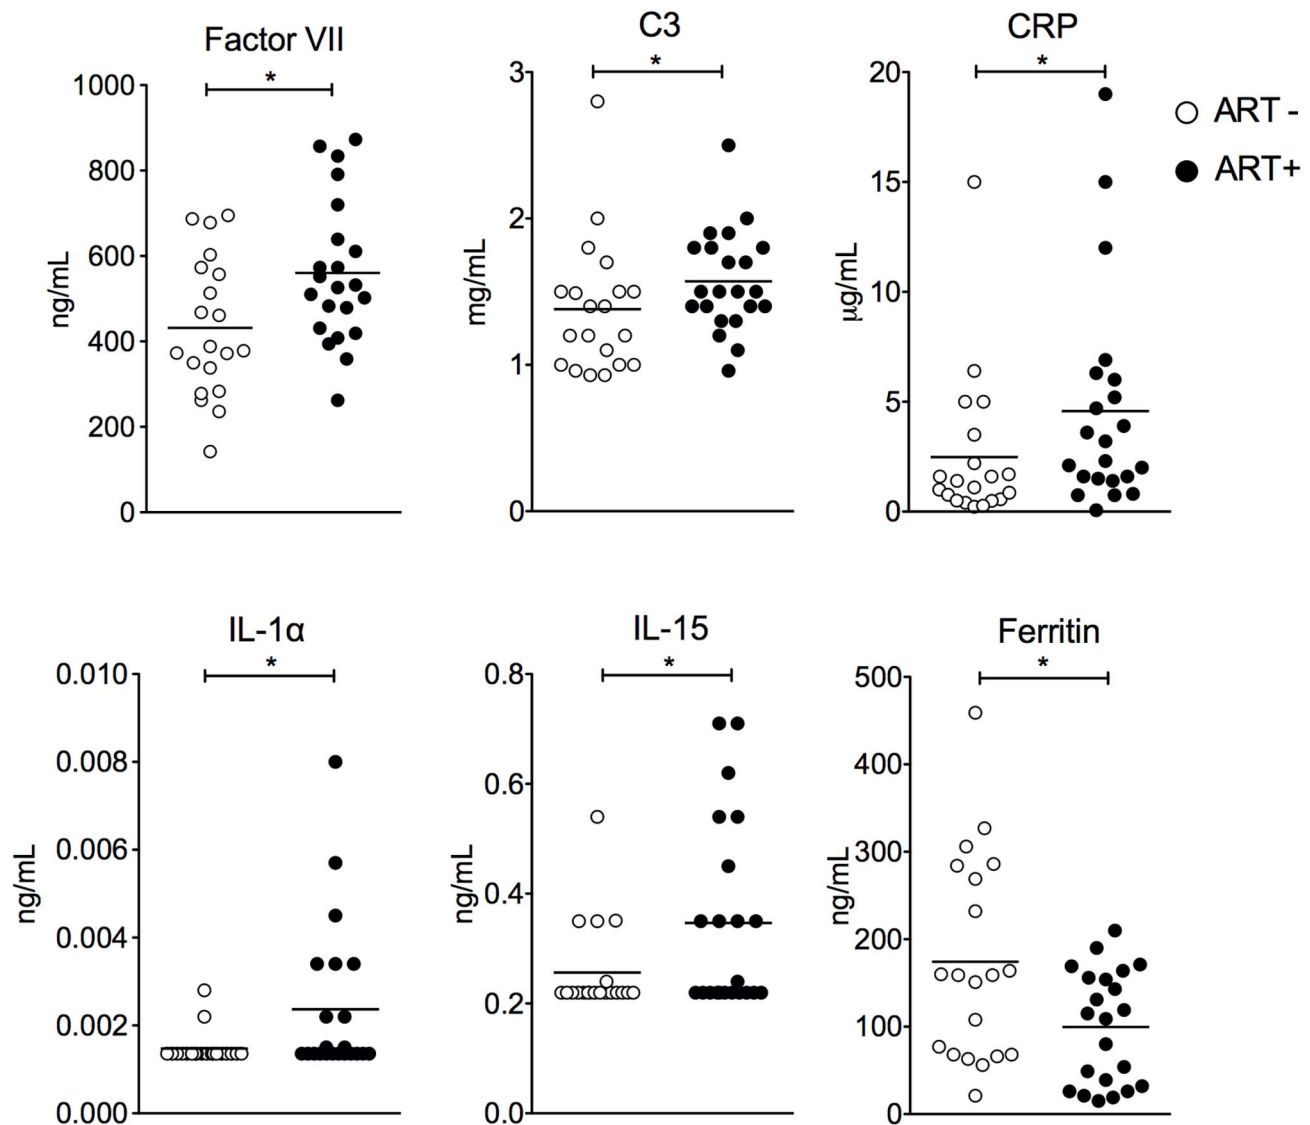 Factor VII
*
1000
800
600
400
200
0
ng/mL
C3
*
3
2
1
0
mg/mL
CRP
*
20
15
10
5
0
µg/mL
ART -
ART+
IL-1α
*
0.010
0.008
0.006
0.004
0.002
0.000
ng/mL
IL-15
*
0.8
0.6
0.4
0.2
0.0
ng/mL
Ferritin
*
500
400
300
200
100
0
ng/mL